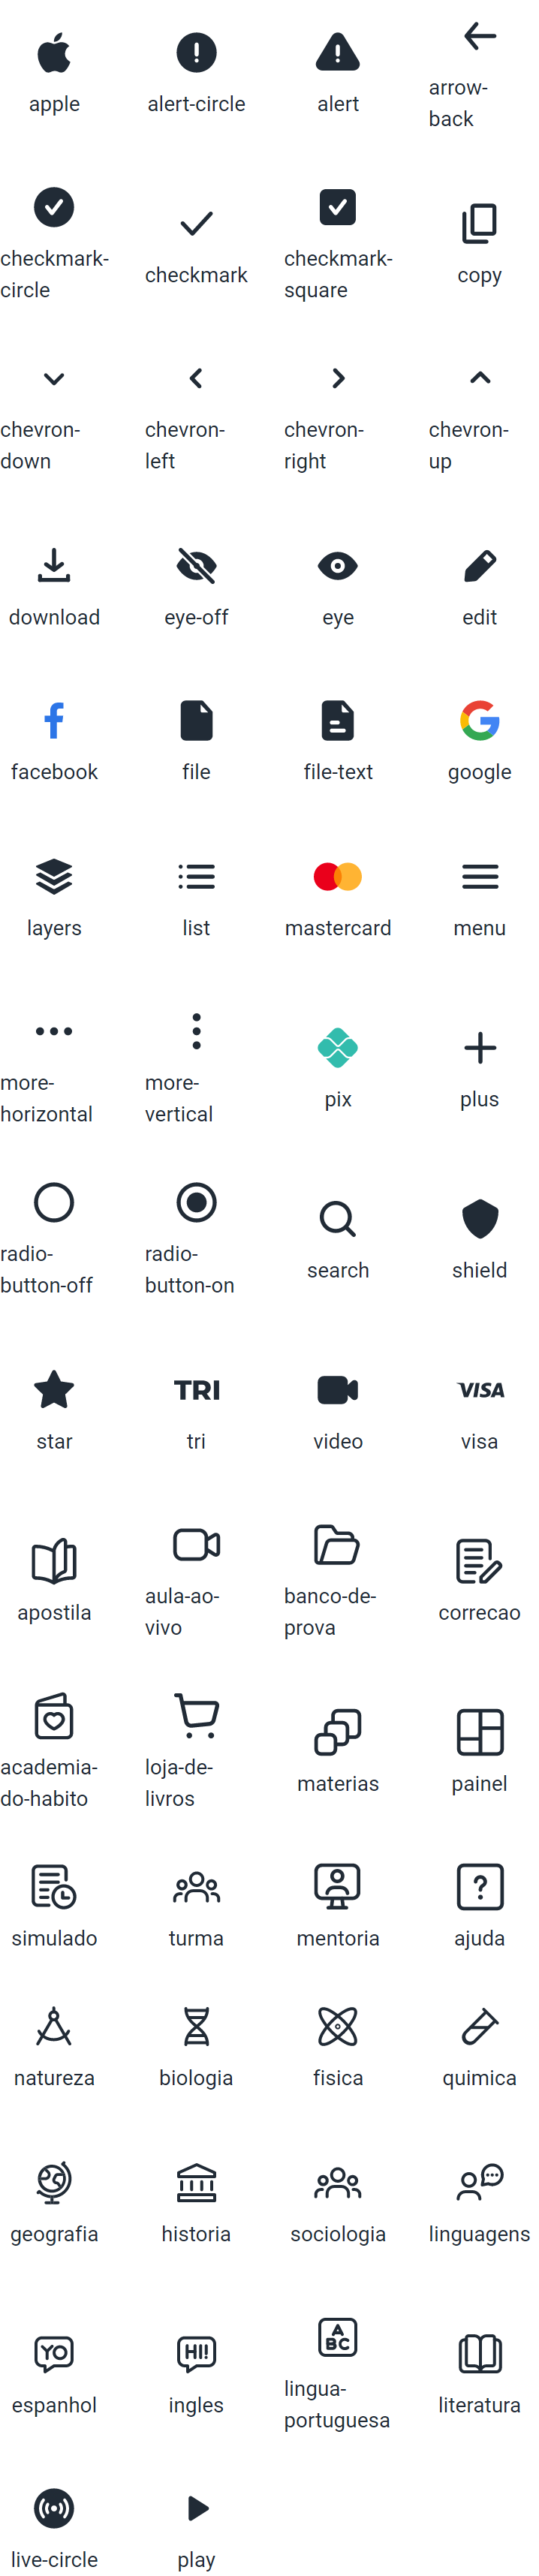 apple alert-circle alert arrow-
back
checkmark-
circle checkmark checkmark-
square copy
chevron-
down chevron-
left chevron-
right chevron-
up
download eye-off eye edit
facebook file file-text google
layers list mastercard menu
more-
horizontal more-
vertical pix plus
radio-
button-off radio-
button-on search shield
TRI VISA
star tri video visa
apostila aula-ao-
vivo banco-de-
prova correcao
academia-
do-habito loja-de-
livros materias painel
?
simulado turma mentoria ajuda
natureza biologia fisica quimica
geografia historia sociologia linguagens
YO HI! A
BC
espanhol ingles lingua-
portuguesa literatura
live-circle play